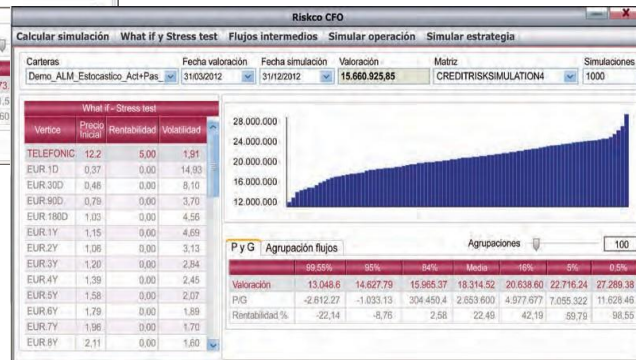 Riskco CFO
Calcular simulación What if y Stress test Flujos intermedios Simular operación Simular estrategia
Carteras Fecha valoración Fecha simulación Valoración Matriz Simulaciones
Demo_ALM_Estocastico_Act+Pas_ 31/03/2012 31/12/2012 15.660.925,85 CREDITRISKSIMULATION4 1000
What if - Stress test
Vertice Precio Inicial Rentabilidad Volatilidad
TELEFONIC 12.2 5,00 1,91
EUR.1D 0,37 0,00 14,93
EUR.30D 0,48 0,00 8,10
EUR.90D 0,79 0,00 3,70
EUR.180D 1.03 0,00 4,56
EUR.1Y 1,15 0,00 4,69
EUR.2Y 1,06 0,00 3,13
EUR.3Y 1,20 0,00 2,84
EUR.4Y 1,39 0,00 2,45
EUR.5Y 1,58 0,00 2,07
EUR.6Y 1,79 0,00 1,89
EUR.7Y 1,96 0,00 1,70
EUR.8Y 2,11 0,00 1,60
28.000.000
24.000.000
20.000.000
16.000.000
12.000.000
P y G Agrupación flujos Agrupaciones 100
99,55% 95% 84% Media 16% 5% 0,5%
Valoración 13.048.6 14.627.79 15.965.37 18.314.52 20.638.60 22.716.24 27.289.38
P/G -2.612.27 -1.033.13 304.450.4 2.653.600 4.977.677 7.055.322 11.628.46
Rentabilidad % -22,14 -8,76 2,58 22,49 42,19 59,79 98,55